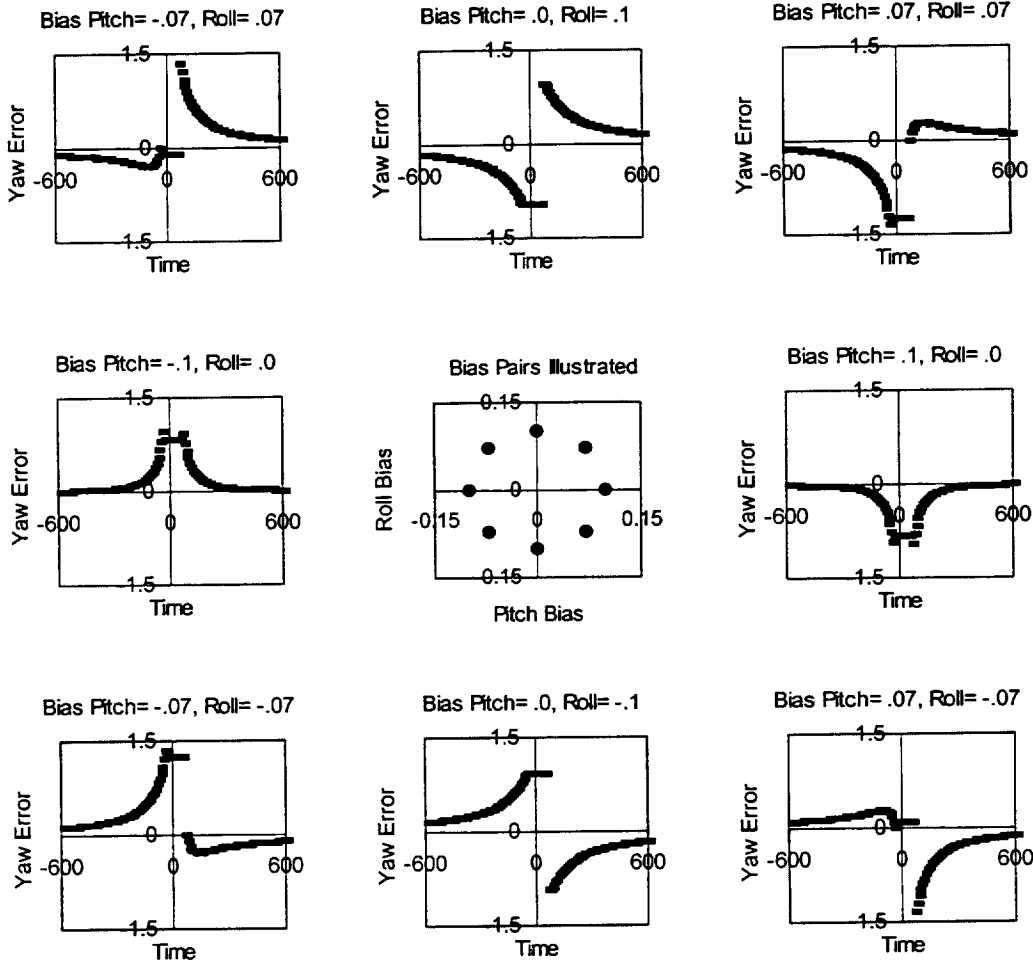 Bias Pitch= -.07, Roll= .07
1.5
Yaw Error
0
-600 0 600
-1.5
Time
Bias Pitch= .0, Roll= .1
1.5
Yaw Error
0
-600 0 600
-1.5
Time
Bias Pitch= .07, Roll= .07
1.5
Yaw Error
0
-600 0 600
-1.5
Time
Bias Pitch= -.1, Roll= .0
1.5
Yaw Error
0
-600 0 600
-1.5
Time
Bias Pairs Illustrated
0.15
Roll Bias
0
-0.15 0 0.15
-0.15
Pitch Bias
Bias Pitch= .1, Roll= .0
1.5
Yaw Error
0
-600 0 600
-1.5
Time
Bias Pitch= -.07, Roll= -.07
1.5
Yaw Error
0
-600 0 600
-1.5
Time
Bias Pitch= .0, Roll= -.1
1.5
Yaw Error
0
-600 0 600
-1.5
Time
Bias Pitch= .07, Roll= -.07
1.5
Yaw Error
0
-600 0 600
-1.5
Time